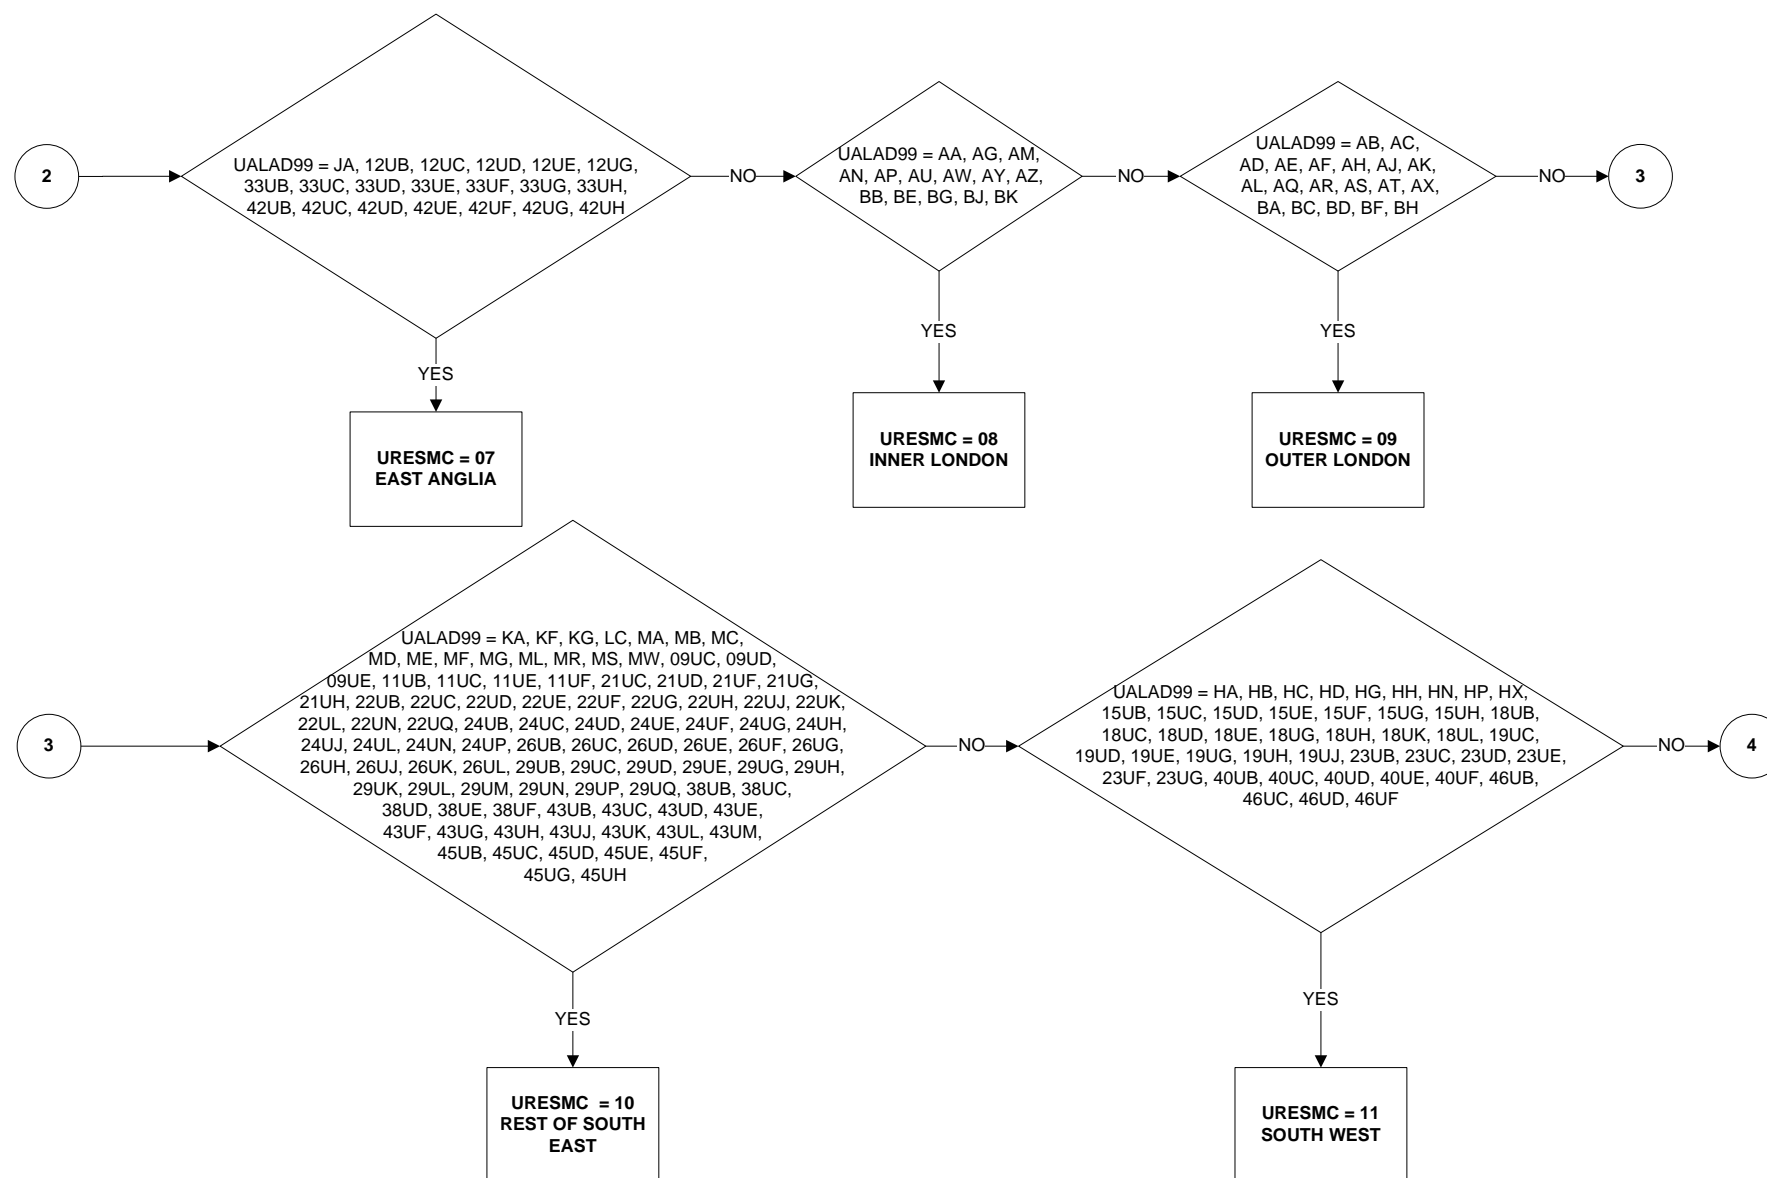 2
UALAD99 = JA, 12UB, 12UC, 12UD, 12UE, 12UG,
33UB, 33UC, 33UD, 33UE, 33UF, 33UG, 33UH,
42UB, 42UC, 42UD, 42UE, 42UF, 42UG, 42UH
NO
UALAD99 = AA, AG, AM,
AN, AP, AU, AW, AY, AZ,
BB, BE, BG, BJ, BK
NO
UALAD99 = AB, AC,
AD, AE, AF, AH, AJ, AK,
AL, AQ, AR, AS, AT, AX,
BA, BC, BD, BF, BH
NO
3
YES
YES
YES
URESMC = 07
EAST ANGLIA
URESMC = 08
INNER LONDON
URESMC = 09
OUTER LONDON
3
UALAD99 = KA, KF, KG, LC, MA, MB, MC,
MD, ME, MF, MG, ML, MR, MS, MW, 09UC, 09UD,
09UE, 11UB, 11UC, 11UE, 11UF, 21UC, 21UD, 21UF, 21UG,
21UH, 22UB, 22UC, 22UD, 22UE, 22UF, 22UG, 22UH, 22UJ, 22UK,
22UL, 22UN, 22UQ, 24UB, 24UC, 24UD, 24UE, 24UF, 24UG, 24UH,
24UJ, 24UL, 24UN, 24UP, 26UB, 26UC, 26UD, 26UE, 26UF, 26UG,
26UH, 26UJ, 26UK, 26UL, 29UB, 29UC, 29UD, 29UE, 29UG, 29UH,
29UK, 29UL, 29UM, 29UN, 29UP, 29UQ, 38UB, 38UC,
38UD, 38UE, 38UF, 43UB, 43UC, 43UD, 43UE,
43UF, 43UG, 43UH, 43UJ, 43UK, 43UL, 43UM,
45UB, 45UC, 45UD, 45UE, 45UF,
45UG, 45UH
NO
UALAD99 = HA, HB, HC, HD, HG, HH, HN, HP, HX,
15UB, 15UC, 15UD, 15UE, 15UF, 15UG, 15UH, 18UB,
18UC, 18UD, 18UE, 18UG, 18UH, 18UK, 18UL, 19UC,
19UD, 19UE, 19UG, 19UH, 19UJ, 23UB, 23UC, 23UD, 23UE,
23UF, 23UG, 40UB, 40UC, 40UD, 40UE, 40UF, 46UB,
46UC, 46UD, 46UF
NO
4
YES
YES
URESMC = 10
REST OF SOUTH
EAST
URESMC = 11
SOUTH WEST